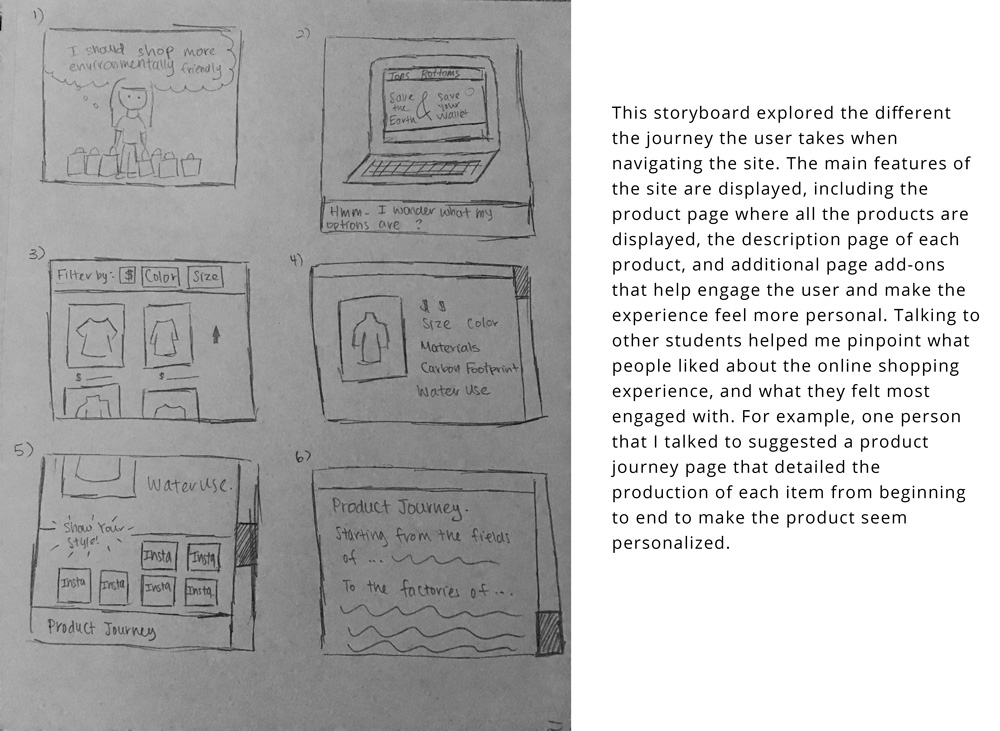 1)
I should shop more
environmentally friendly
2)
Tops Bottoms
Save
the
Earth
&
Save
your
Wallet
Hmm- I wonder what my
options are ?
3)
Filter by: $ Color Size
$
$
4)
$ $
Size Color
Materials
Carbon Footprint
Water Use
5)
Water Use.
Show Your
Style!
Insta Insta
Insta Insta Insta Insta
Product Journey
6)
Product Journey.
Starting from the fields
of ...
To the factories of ...
This storyboard explored the different
the journey the user takes when
navigating the site. The main features of
the site are displayed, including the
product page where all the products are
displayed, the description page of each
product, and additional page add-ons
that help engage the user and make the
experience feel more personal. Talking to
other students helped me pinpoint what
people liked about the online shopping
experience, and what they felt most
engaged with. For example, one person
that I talked to suggested a product
journey page that detailed the
production of each item from beginning
to end to make the product seem
personalized.